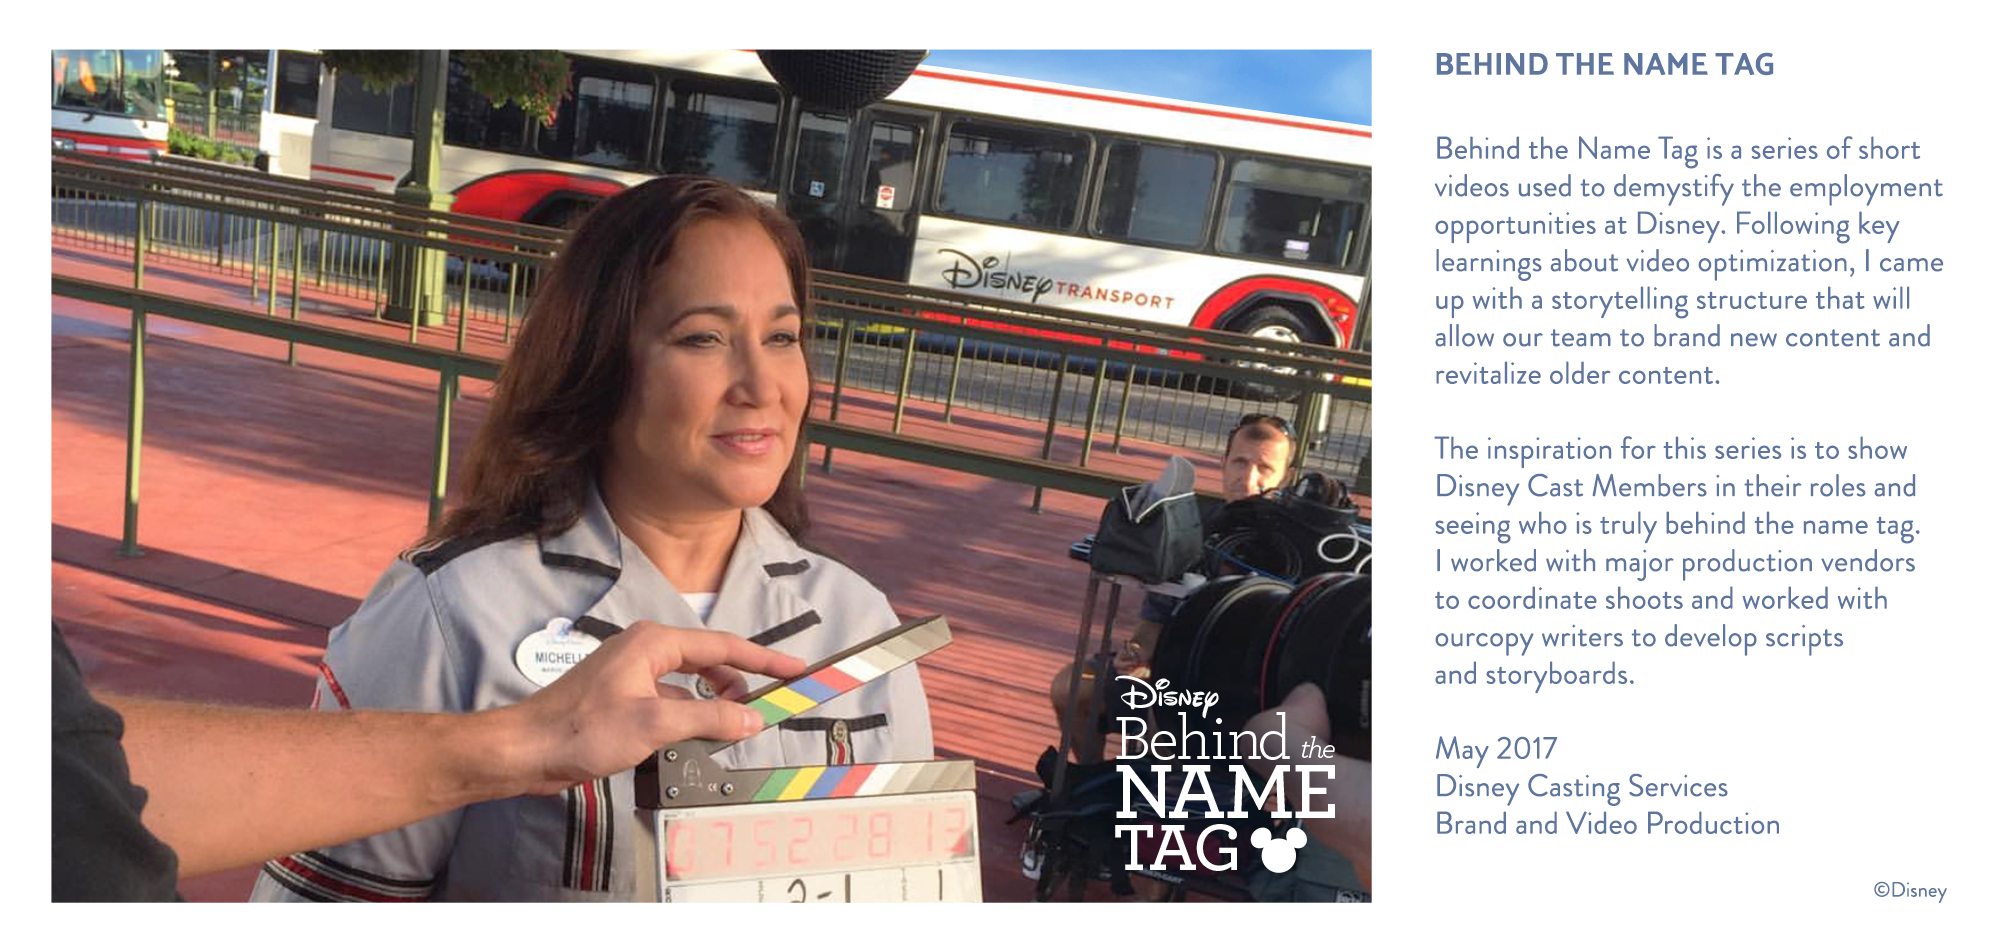 BEHIND THE NAME TAG
Behind the Name Tag is a series of short
videos used to demystify the employment
opportunities at Disney. Following key
learnings about video optimization, I came
up with a storytelling structure that will
allow our team to brand new content and
revitalize older content.
The inspiration for this series is to show
Disney Cast Members in their roles and
seeing who is truly behind the name tag.
I worked with major production vendors
to coordinate shoots and worked with
ourcopy writers to develop scripts
and storyboards.
May 2017
Disney Casting Services
Brand and Video Production
©Disney
Disney TRANSPORT
MICHELL
07522813
2-1 1
Disney
Behind the
NAME
TAG